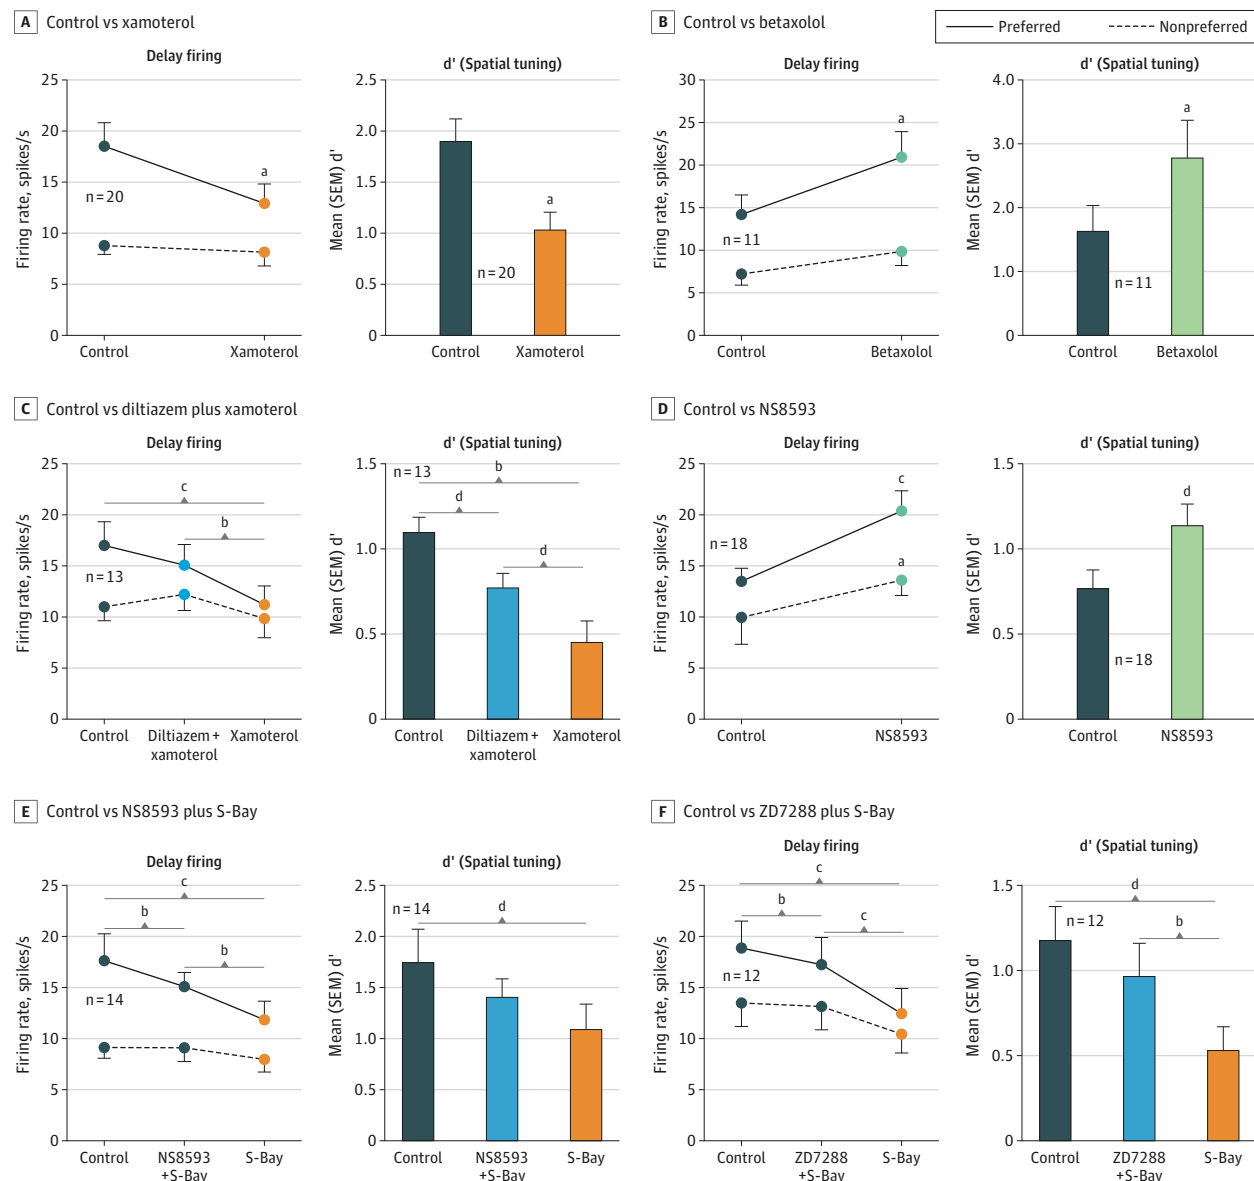 A Control vs xamoterol
Delay firing
Firing rate, spikes/s
25
20
15
10
5
0
n=20
a
Control
Xamoterol
d' (Spatial tuning)
Mean (SEM) d'
2.5
2.0
1.5
1.0
0.5
0
a
n=20
Control
Xamoterol
B Control vs betaxolol
Preferred
Nonpreferred
Delay firing
Firing rate, spikes/s
30
25
20
15
10
5
0
a
n=11
Control
Betaxolol
d' (Spatial tuning)
Mean (SEM) d'
4.0
3.0
2.0
1.0
0
a
n=11
Control
Betaxolol
C Control vs diltiazem plus xamoterol
Delay firing
Firing rate, spikes/s
25
20
15
10
5
0
c
b
n=13
Control
Diltiazem+
xamoterol
Xamoterol
d' (Spatial tuning)
Mean (SEM) d'
1.5
1.0
0.5
0
n=13
b
d
d
Control
Diltiazem+
xamoterol
Xamoterol
D Control vs NS8593
Delay firing
Firing rate, spikes/s
25
20
15
10
5
0
c
n=18
a
Control
NS8593
d' (Spatial tuning)
Mean (SEM) d'
1.5
1.0
0.5
0
d
n=18
Control
NS8593
E Control vs NS8593 plus S-Bay
Delay firing
Firing rate, spikes/s
25
20
15
10
5
0
c
b
b
n=14
Control
NS8593
+S-Bay
S-Bay
d' (Spatial tuning)
Mean (SEM) d'
2.5
2.0
1.5
1.0
0.5
0
n=14
d
Control
NS8593
+S-Bay
S-Bay
F Control vs ZD7288 plus S-Bay
Delay firing
Firing rate, spikes/s
25
20
15
10
5
0
c
b
c
n=12
Control
ZD7288
+S-Bay
S-Bay
d' (Spatial tuning)
Mean (SEM) d'
1.5
1.0
0.5
0
d
n=12
b
Control
ZD7288
+S-Bay
S-Bay